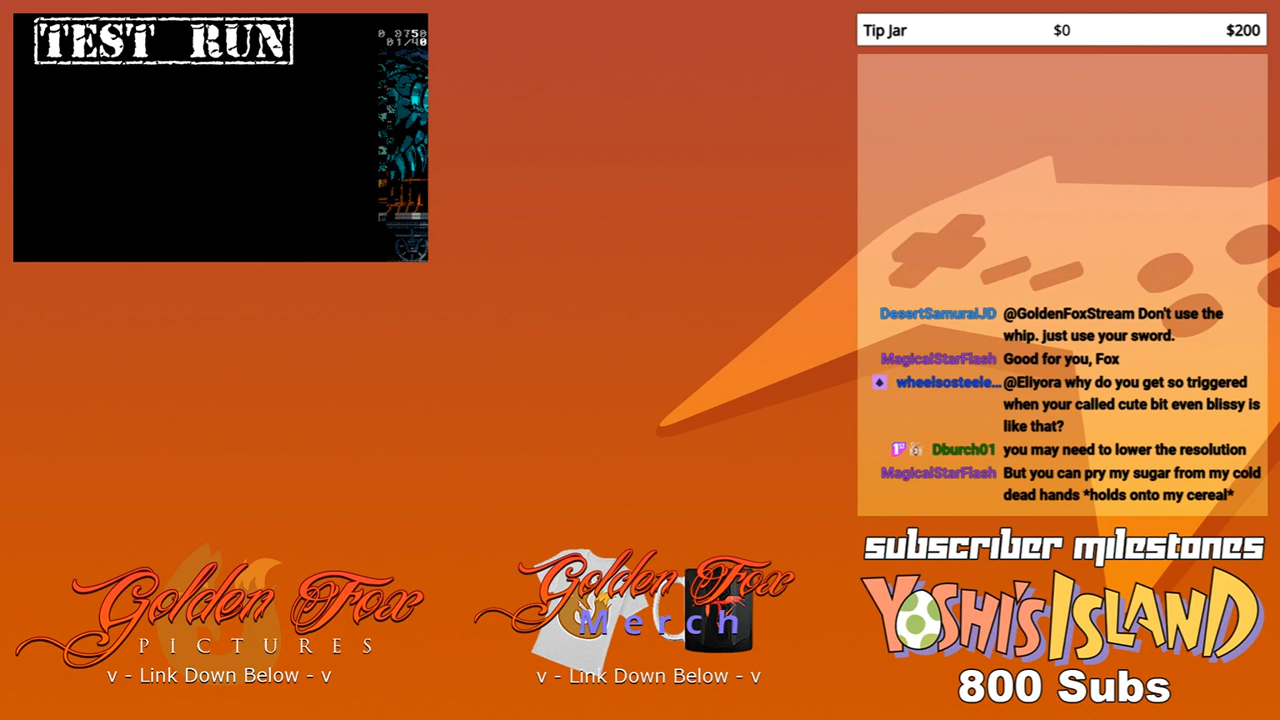 TEST RUN
0 9750
01/40
Tip Jar $0 $200
DesertSamuraiJD @GoldenFoxStream Don't use the
whip. just use your sword.
MagicalStarFlash Good for you, Fox
wheelsosteele... @Eliyora why do you get so triggered
when your called cute bit even blissy is
like that?
Dburch01 you may need to lower the resolution
MagicalStarFlash But you can pry my sugar from my cold
dead hands *holds onto my cereal*
subscriber milestones
YOSHI'S ISLAND
800 Subs
Golden Fox
PICTURES
v - Link Down Below - v
Golden Fox
Merch
v - Link Down Below - v